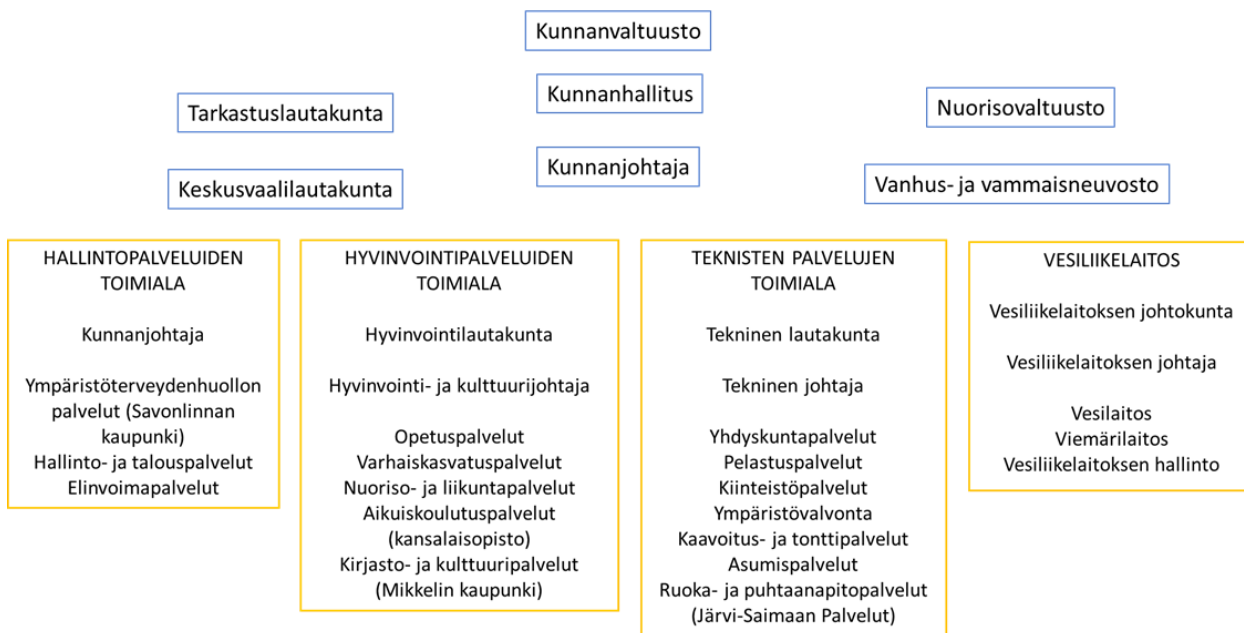 Kunnanvaltuusto
Kunnanhallitus
Tarkastuslautakunta
Nuorisovaltuusto
Kunnanjohtaja
Keskusvaalilautakunta
Vanhus- ja vammaisneuvosto
HALLINTOPALVELUIDEN
TOIMIALA
Kunnanjohtaja
Ympäristöterveydenhuollon
palvelut (Savonlinnan
kaupunki)
Hallinto- ja talouspalvelut
Elinvoimapalvelut
HYVINVOINTIPALVELUIDEN
TOIMIALA
Hyvinvointilautakunta
Hyvinvointi- ja kulttuurijohtaja
Opetuspalvelut
Varhaiskasvatuspalvelut
Nuoriso- ja liikuntapalvelut
Aikuiskoulutuspalvelut
(kansalaisopisto)
Kirjasto- ja kulttuuripalvelut
(Mikkelin kaupunki)
TEKNISTEN PALVELUJEN
TOIMIALA
Tekninen lautakunta
Tekninen johtaja
Yhdyskuntapalvelut
Pelastuspalvelut
Kiinteistöpalvelut
Ympäristövalvonta
Kaavoitus- ja tonttipalvelut
Asumispalvelut
Ruoka- ja puhtaanapitopalvelut
(Järvi-Saimaan Palvelut)
VESILIIKELAITOS
Vesiliikelaitoksen johtokunta
Vesiliikelaitoksen johtaja
Vesilaitos
Viemärilaitos
Vesiliikelaitoksen hallinto